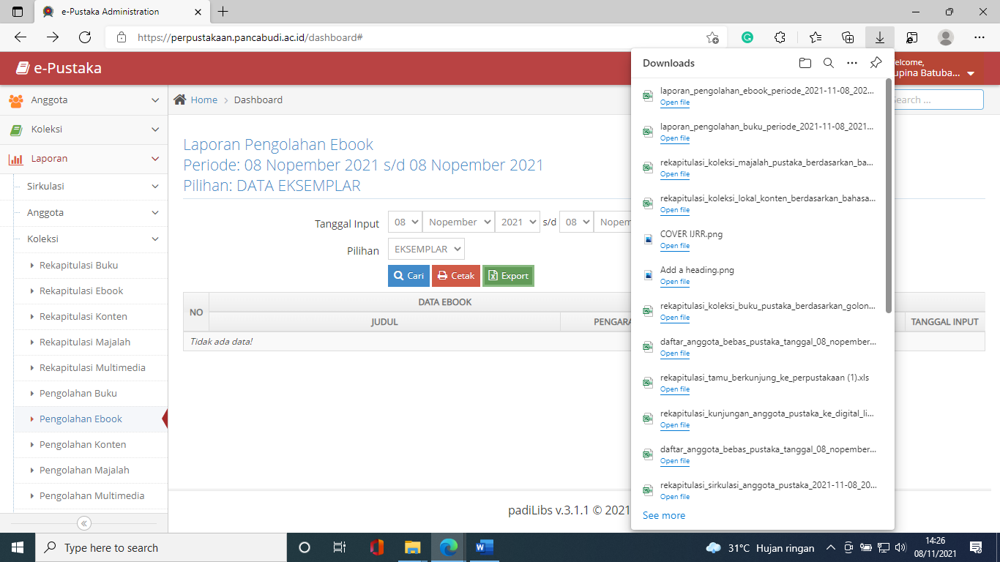 e-Pustaka Administration
https://perpustakaan.pancabudi.ac.id/dashboard#
e-Pustaka
elcome,
upina Batuba...
Anggota
Koleksi
Laporan
Sirkulasi
Anggota
Koleksi
Rekapitulasi Buku
Rekapitulasi Ebook
Rekapitulasi Konten
Rekapitulasi Majalah
Rekapitulasi Multimedia
Pengolahan Buku
Pengolahan Ebook
Pengolahan Konten
Pengolahan Majalah
Pengolahan Multimedia
Home > Dashboard
Search ...
Laporan Pengolahan Ebook
Periode: 08 Nopember 2021 s/d 08 Nopember 2021
Pilihan: DATA EKSEMPLAR
Tanggal Input 08 Nopember 2021 s/d 08 Nopem
Pilihan EKSEMPLAR
Cari Cetak Export
NO DATA EBOOK
JUDUL PENGARA TANGGAL INPUT
Tidak ada data!
padiLibs v.3.1.1 © 2021
Downloads
laporan_pengolahan_ebook_periode_2021-11-08_202...
Open file
laporan_pengolahan_buku_periode_2021-11-08_2021...
Open file
rekapitulasi_koleksi_majalah_pustaka_berdasarkan_ba...
Open file
rekapitulasi_koleksi_lokal_konten_berdasarkan_bahasa...
Open file
COVER IJRR.png
Open file
Add a heading.png
Open file
rekapitulasi_koleksi_buku_pustaka_berdasarkan_golon...
Open file
daftar_anggota_bebas_pustaka_tanggal_08_nopember...
Open file
rekapitulasi_tamu_berkunjung_ke_perpustakaan (1).xls
Open file
rekapitulasi_kunjungan_anggota_pustaka_ke_digital_li...
Open file
daftar_anggota_bebas_pustaka_tanggal_08_nopember...
Open file
rekapitulasi_sirkulasi_anggota_pustaka_2021-11-08_20...
Open file
See more
Type here to search
31°C Hujan ringan
14:26
08/11/2021